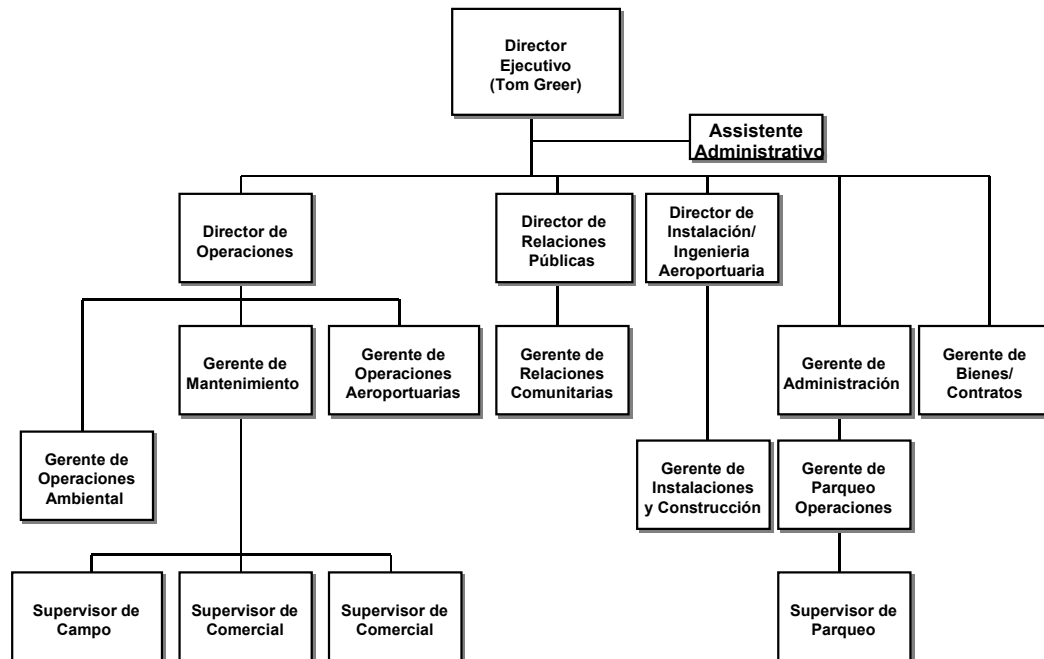 Director
Ejecutivo
(Tom Greer)
Assistente
Administrativo
Director de
Operaciones
Director de
Relaciones
Públicas
Director de
Instalación/
Ingenieria
Aeroportuaria
Gerente de
Mantenimiento
Gerente de
Operaciones
Aeroportuarias
Gerente de
Relaciones
Comunitarias
Gerente de
Administración
Gerente de
Bienes/
Contratos
Gerente de
Operaciones
Ambiental
Gerente de
Instalaciones
y Construcción
Gerente de
Parqueo
Operaciones
Supervisor de
Campo
Supervisor de
Comercial
Supervisor de
Comercial
Supervisor de
Parqueo